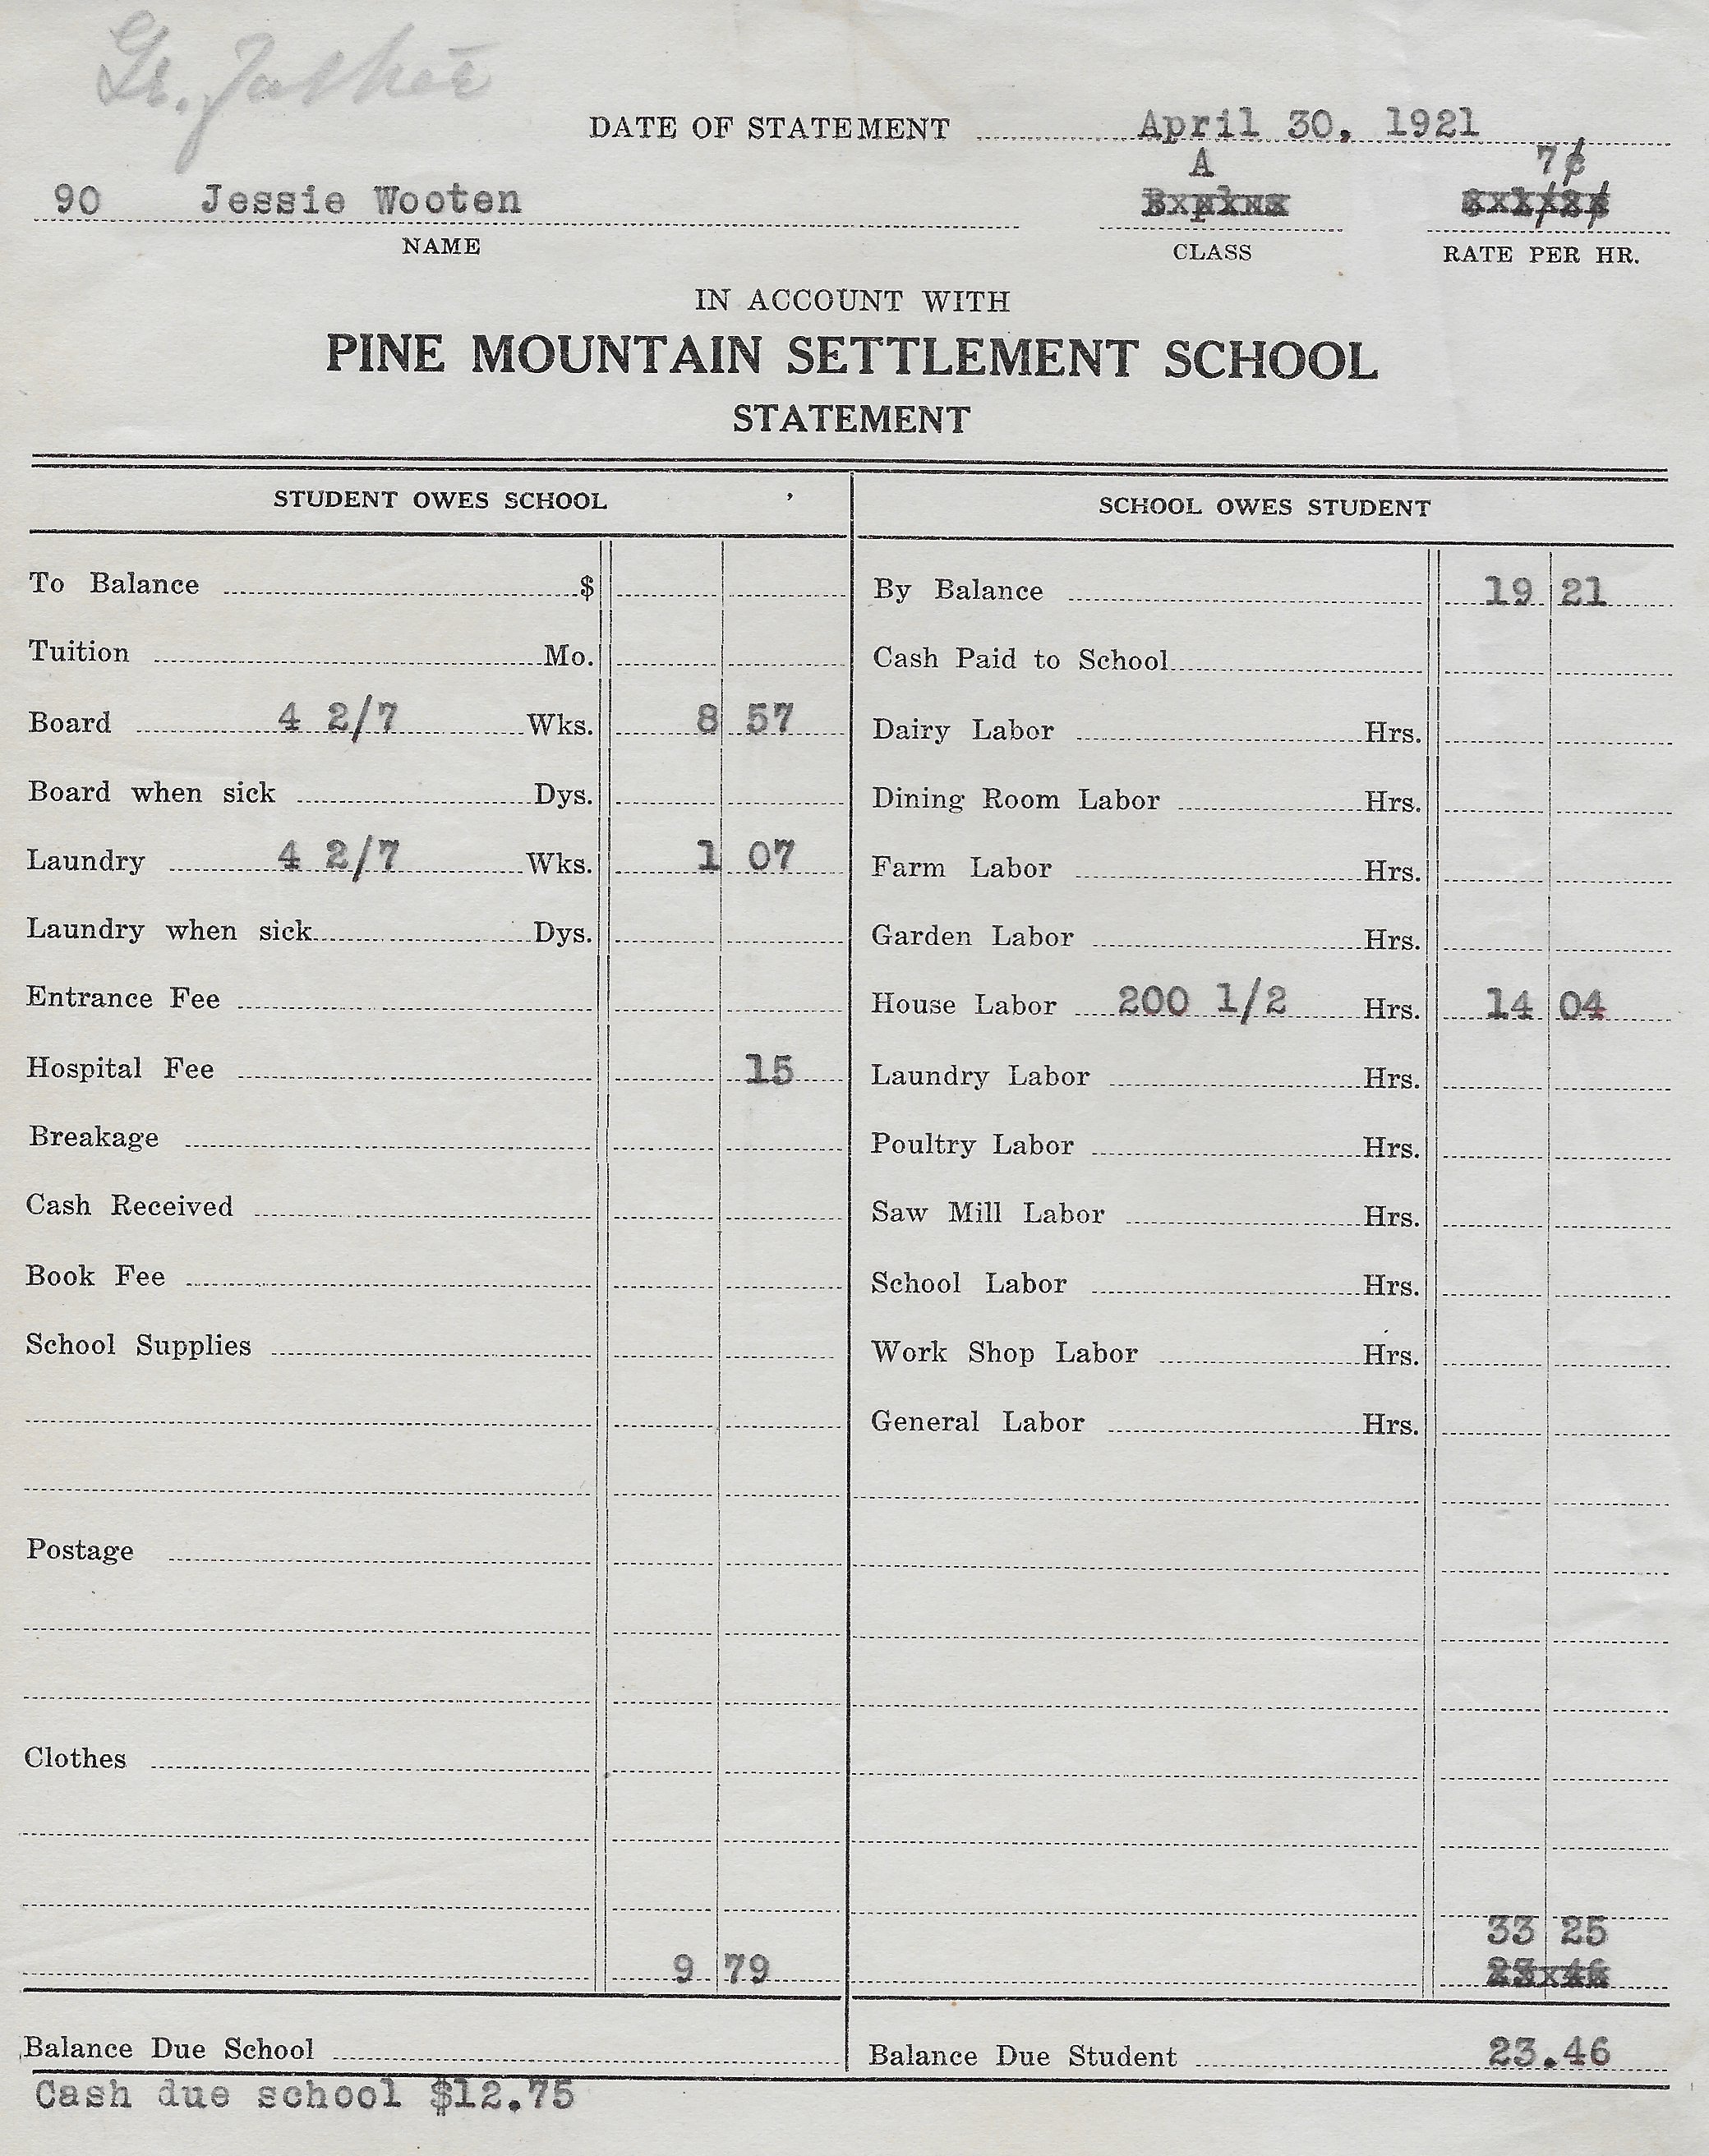 Gr. Father
DATE OF STATEMENT April 30, 1921
A 7¢
90 Jessie Wooten
NAME CLASS RATE PER HR.
IN ACCOUNT WITH
PINE MOUNTAIN SETTLEMENT SCHOOL
STATEMENT
STUDENT OWES SCHOOL
To Balance $
Tuition Mo.
Board 4 2/7 Wks. 8 57
Board when sick Dys.
Laundry 4 2/7 Wks. 1 07
Laundry when sick Dys.
Entrance Fee
Hospital Fee 15
Breakage
Cash Received
Book Fee
School Supplies
Postage
Clothes
9 79
Balance Due School
Cash due school $12.75
SCHOOL OWES STUDENT
By Balance 19 21
Cash Paid to School
Dairy Labor Hrs.
Dining Room Labor Hrs.
Farm Labor Hrs.
Garden Labor Hrs.
House Labor 200 1/2 Hrs. 14 04
Laundry Labor Hrs.
Poultry Labor Hrs.
Saw Mill Labor Hrs.
School Labor Hrs.
Work Shop Labor Hrs.
General Labor Hrs.
33 25
Balance Due Student 23.46